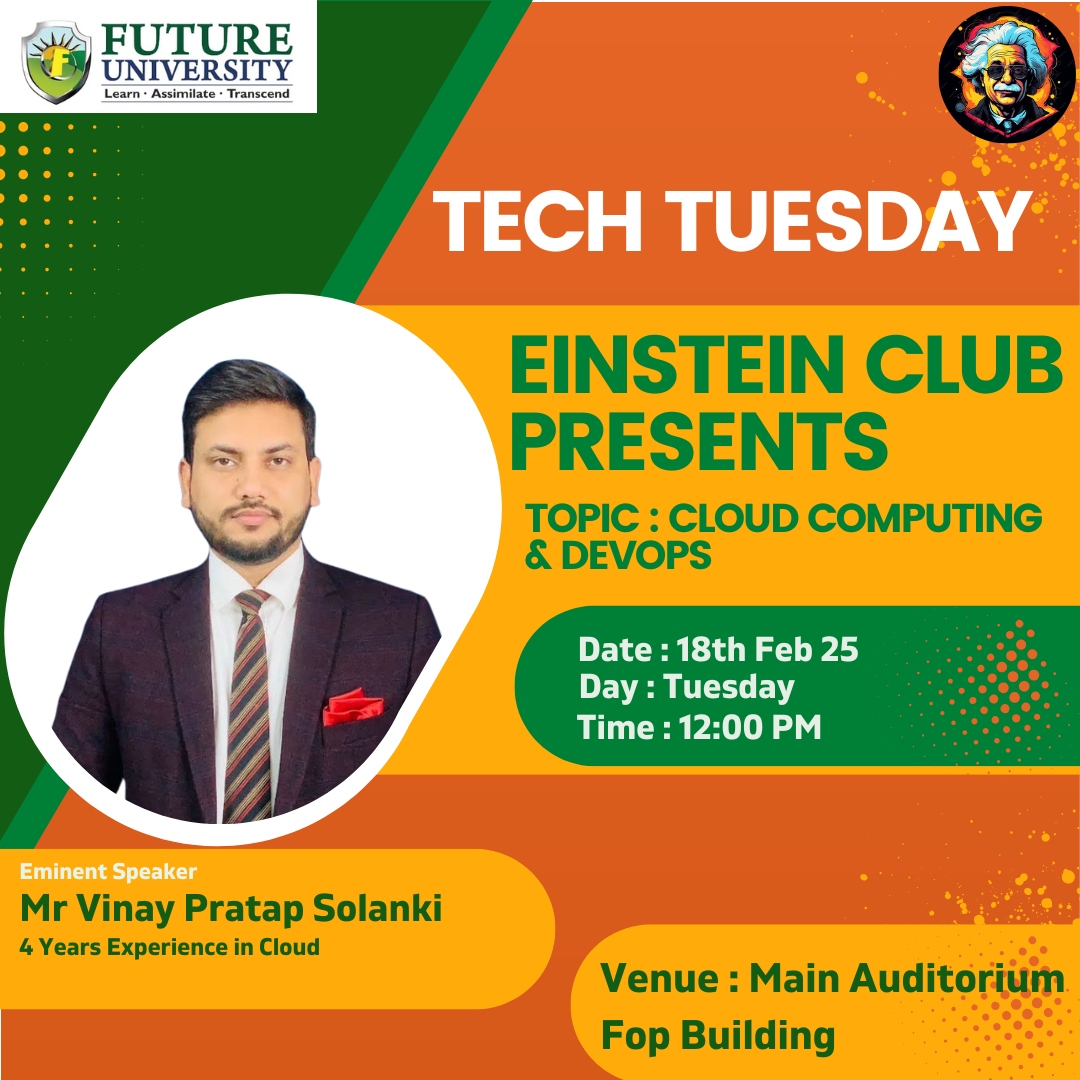 FUTURE
UNIVERSITY
Learn · Assimilate · Transcend
TECH TUESDAY
EINSTEIN CLUB
PRESENTS
TOPIC : CLOUD COMPUTING
& DEVOPS
Date : 18th Feb 25
Day : Tuesday
Time : 12:00 PM
Eminent Speaker
Mr Vinay Pratap Solanki
4 Years Experience in Cloud
Venue : Main Auditorium
Fop Building